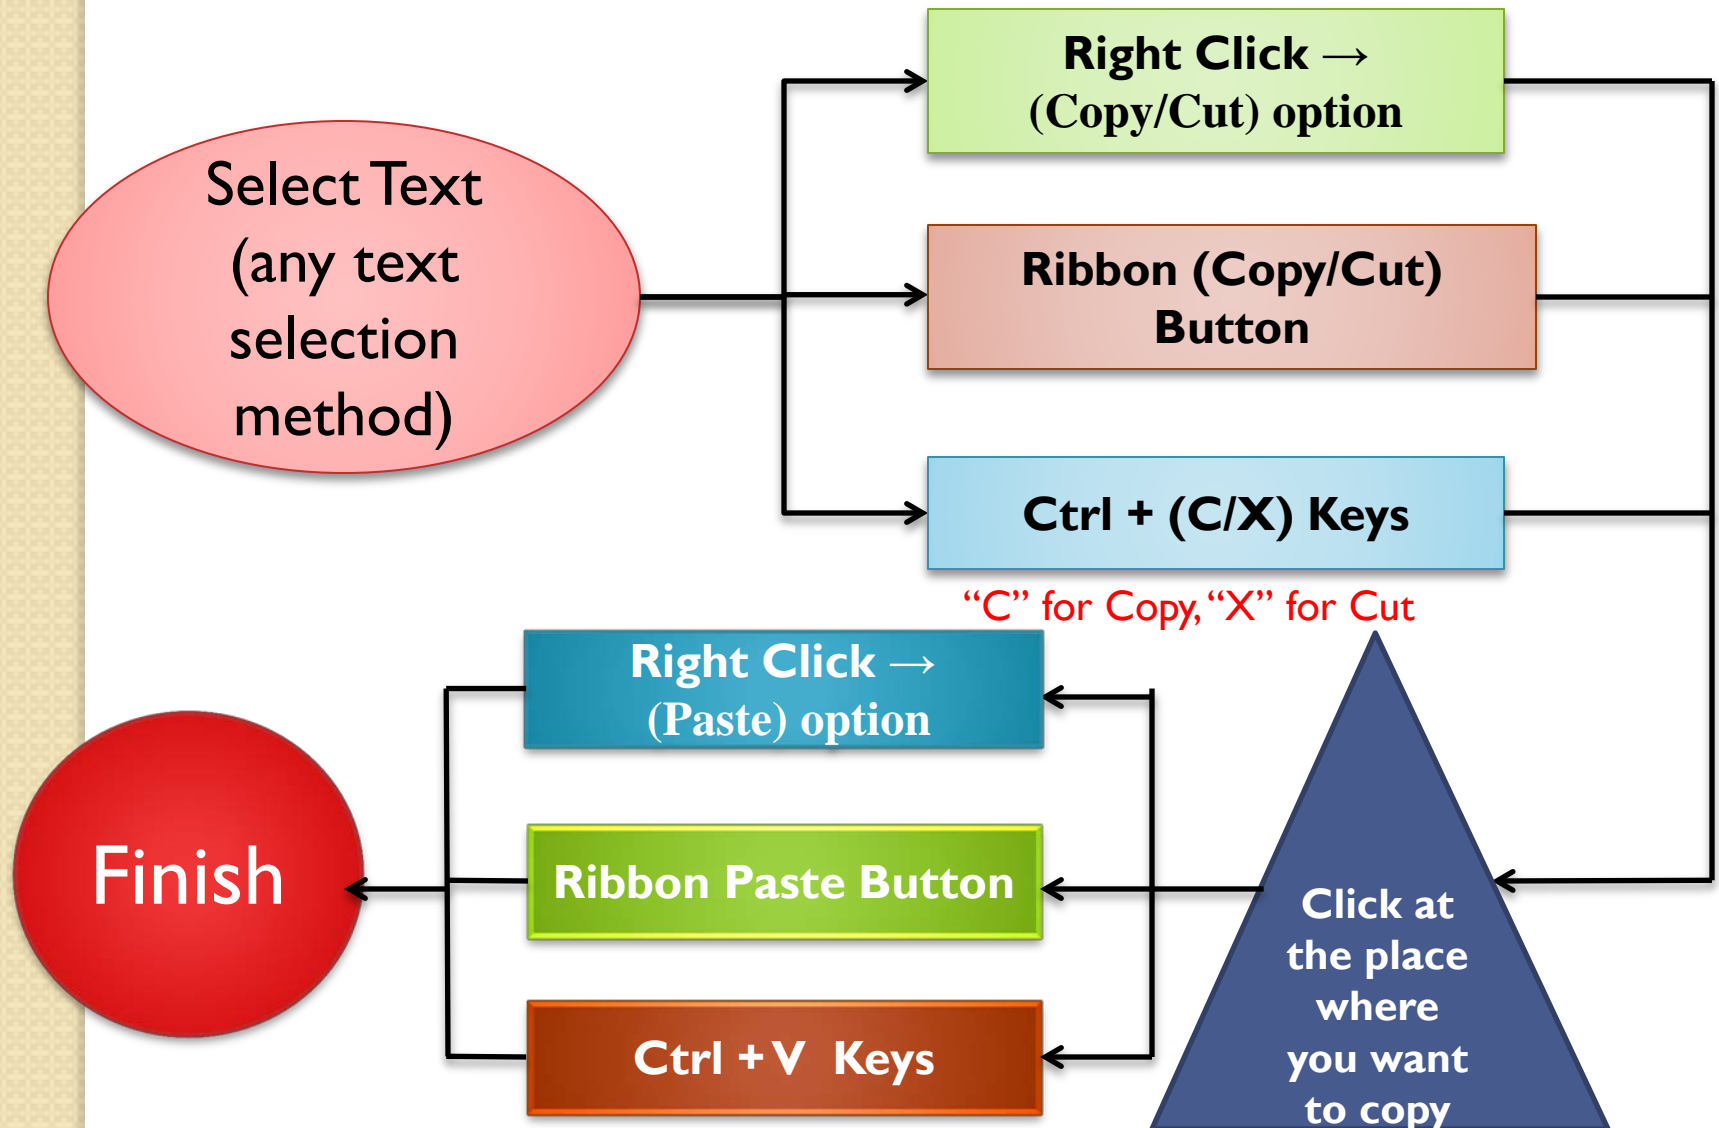 Select Text
(any text
selection
method)
Right Click →
(Copy/Cut) option
Ribbon (Copy/Cut)
Button
Ctrl + (C/X) Keys
“C” for Copy, “X” for Cut
Click at
the place
where
you want
to copy
Right Click →
(Paste) option
Ribbon Paste Button
Ctrl + V Keys
Finish